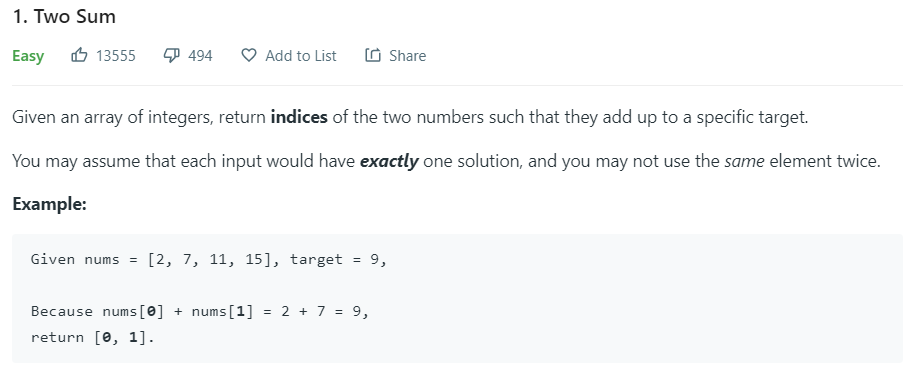 1. Two Sum
Easy 13555 494 Add to List Share
Given an array of integers, return indices of the two numbers such that they add up to a specific target.
You may assume that each input would have exactly one solution, and you may not use the same element twice.
Example:
Given nums = [2, 7, 11, 15], target = 9,
Because nums[0] + nums[1] = 2 + 7 = 9,
return [0, 1].